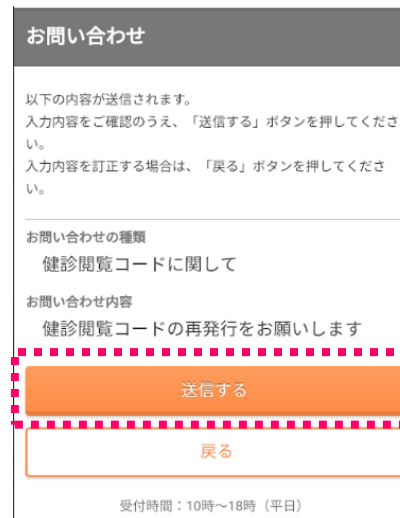 お問い合わせ
以下の内容が送信されます。
入力内容をご確認のうえ、「送信する」ボタンを押してくださ
い。
入力内容を訂正する場合は、「戻る」ボタンを押してくださ
い。
お問い合わせの種類
健診閲覧コードに関して
お問い合わせ内容
健診閲覧コードの再発行をお願いします
送信する
戻る
受付時間：10時〜18時（平日）